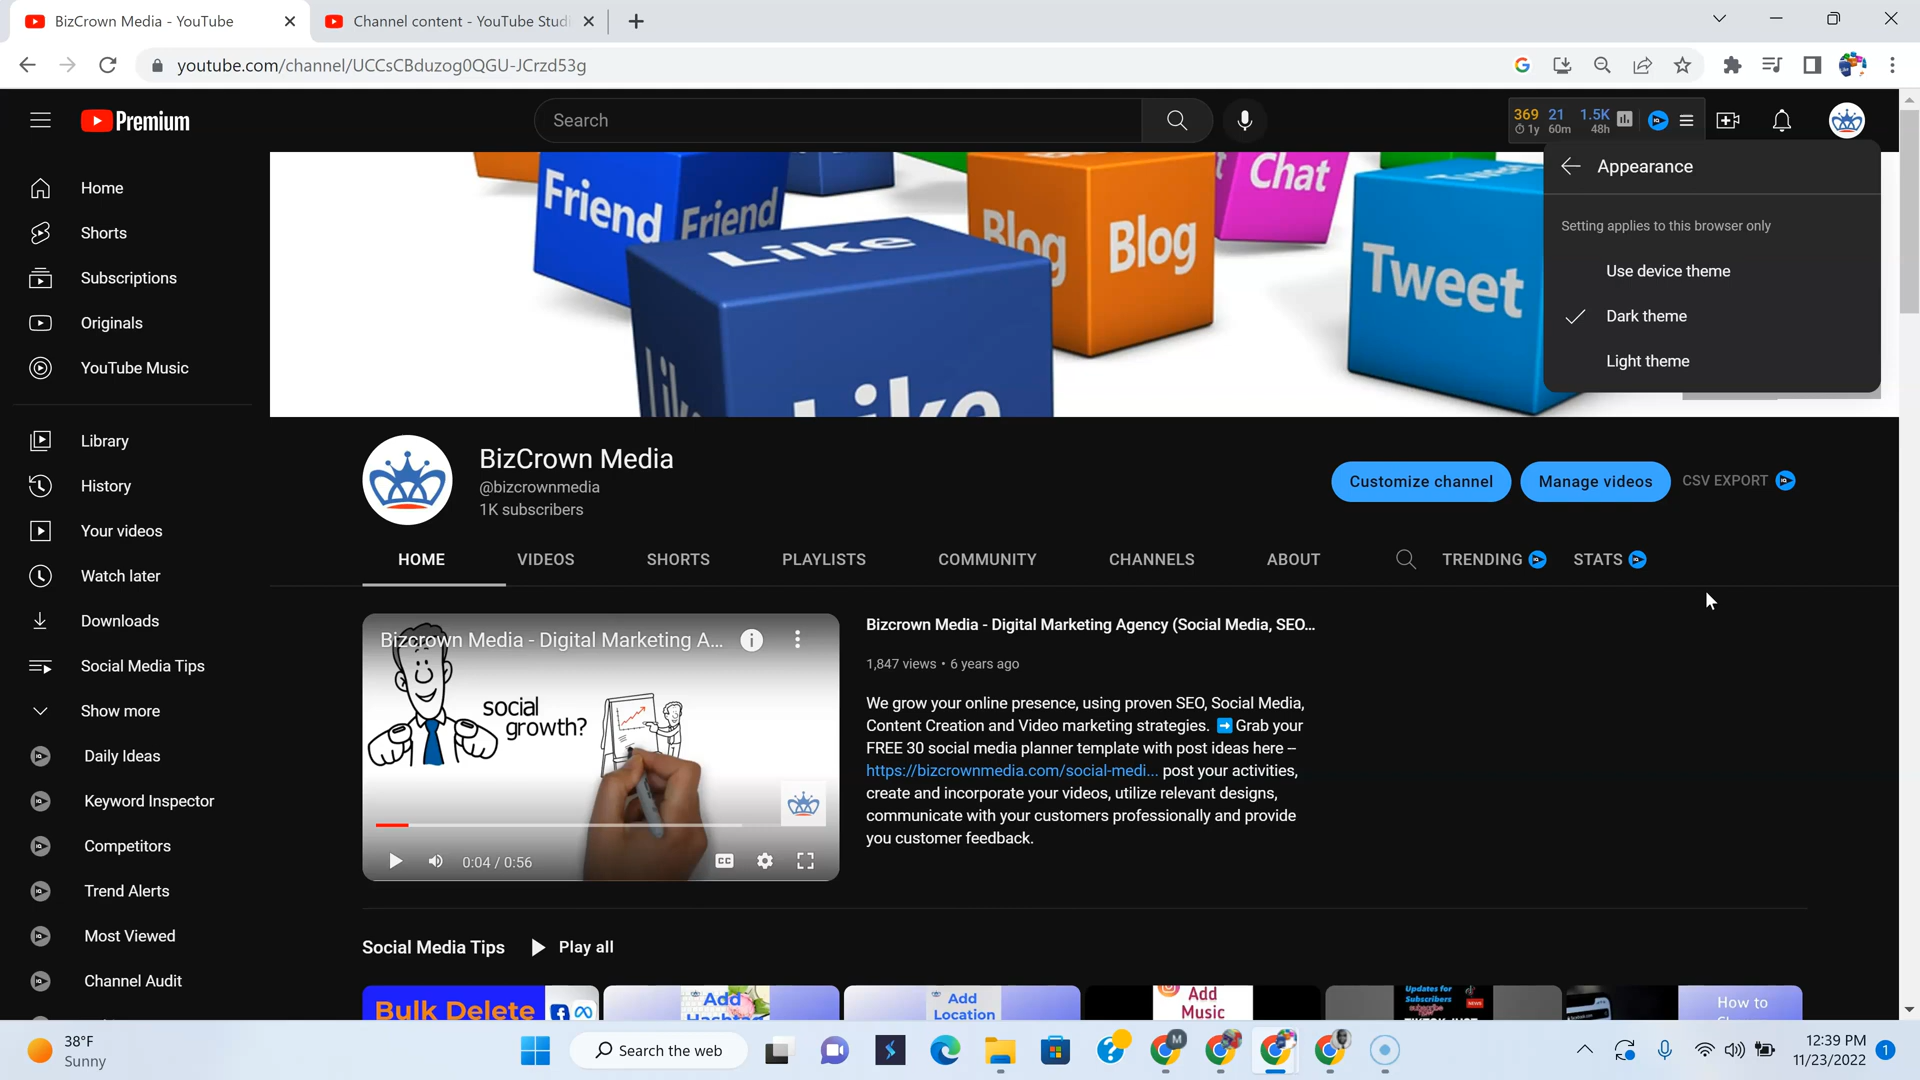 BizCrown Media - YouTube
Channel content - YouTube Studi
youtube.com/channel/UCCsCBduzog0QGU-JCrzd53g
Premium
Search
369 21 1.5K
1y 60m 48h
Home
Shorts
Subscriptions
Originals
YouTube Music
Library
History
Your videos
Watch later
Downloads
Social Media Tips
Show more
Daily Ideas
Keyword Inspector
Competitors
Trend Alerts
Most Viewed
Channel Audit
Friend
Friend
Like
Like
Like
Blog
Blog
Chat
Tweet
Appearance
Setting applies to this browser only
Use device theme
Dark theme
Light theme
BizCrown Media
@bizcrownmedia
1K subscribers
Customize channel
Manage videos
CSV EXPORT
HOME VIDEOS SHORTS PLAYLISTS COMMUNITY CHANNELS ABOUT TRENDING STATS
Bizcrown Media - Digital Marketing A...
social
growth?
0:04 / 0:56
CC
Bizcrown Media - Digital Marketing Agency (Social Media, SEO...
1,847 views • 6 years ago
We grow your online presence, using proven SEO, Social Media,
Content Creation and Video marketing strategies. ➡ Grab your
FREE 30 social media planner template with post ideas here –
https://bizcrownmedia.com/social-medi... post your activities,
create and incorporate your videos, utilize relevant designs,
communicate with your customers professionally and provide
you customer feedback.
Social Media Tips
Play all
Bulk Delete
Add
Add
Location
Add
Music
Updates for
Subscribers
NEWS
How to
38°F
Sunny
Search the web
M
12:39 PM
11/23/2022
1